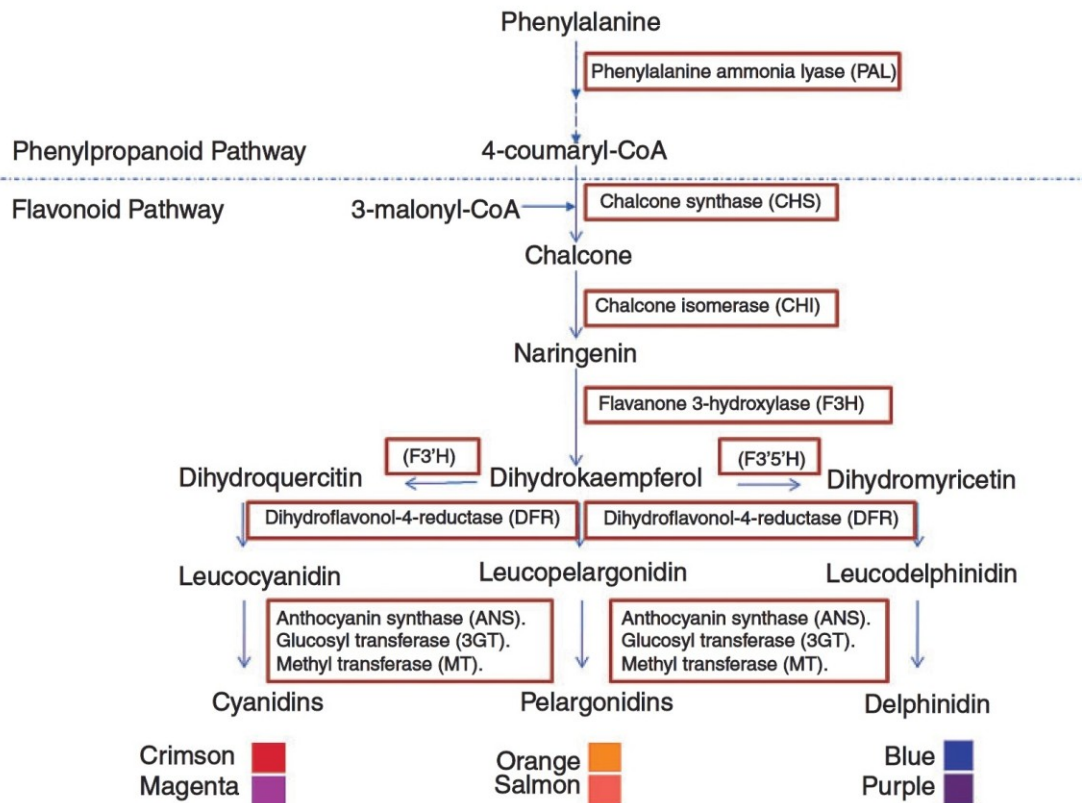 Phenylalanine
Phenylalanine ammonia lyase (PAL)
Phenylpropanoid Pathway
4-coumaryl-CoA
Flavonoid Pathway
3-malonyl-CoA
Chalcone synthase (CHS)
Chalcone
Chalcone isomerase (CHI)
Naringenin
Flavanone 3-hydroxylase (F3H)
(F3'H)
(F3'5'H)
Dihydroquercitin
Dihydrokaempferol
Dihydromyricetin
Dihydroflavonol-4-reductase (DFR)
Dihydroflavonol-4-reductase (DFR)
Leucocyanidin
Leucopelargonidin
Leucodelphinidin
Anthocyanin synthase (ANS).
Glucosyl transferase (3GT).
Methyl transferase (MT).
Anthocyanin synthase (ANS).
Glucosyl transferase (3GT).
Methyl transferase (MT).
Cyanidins
Pelargonidins
Delphinidin
Crimson
Magenta
Orange
Salmon
Blue
Purple